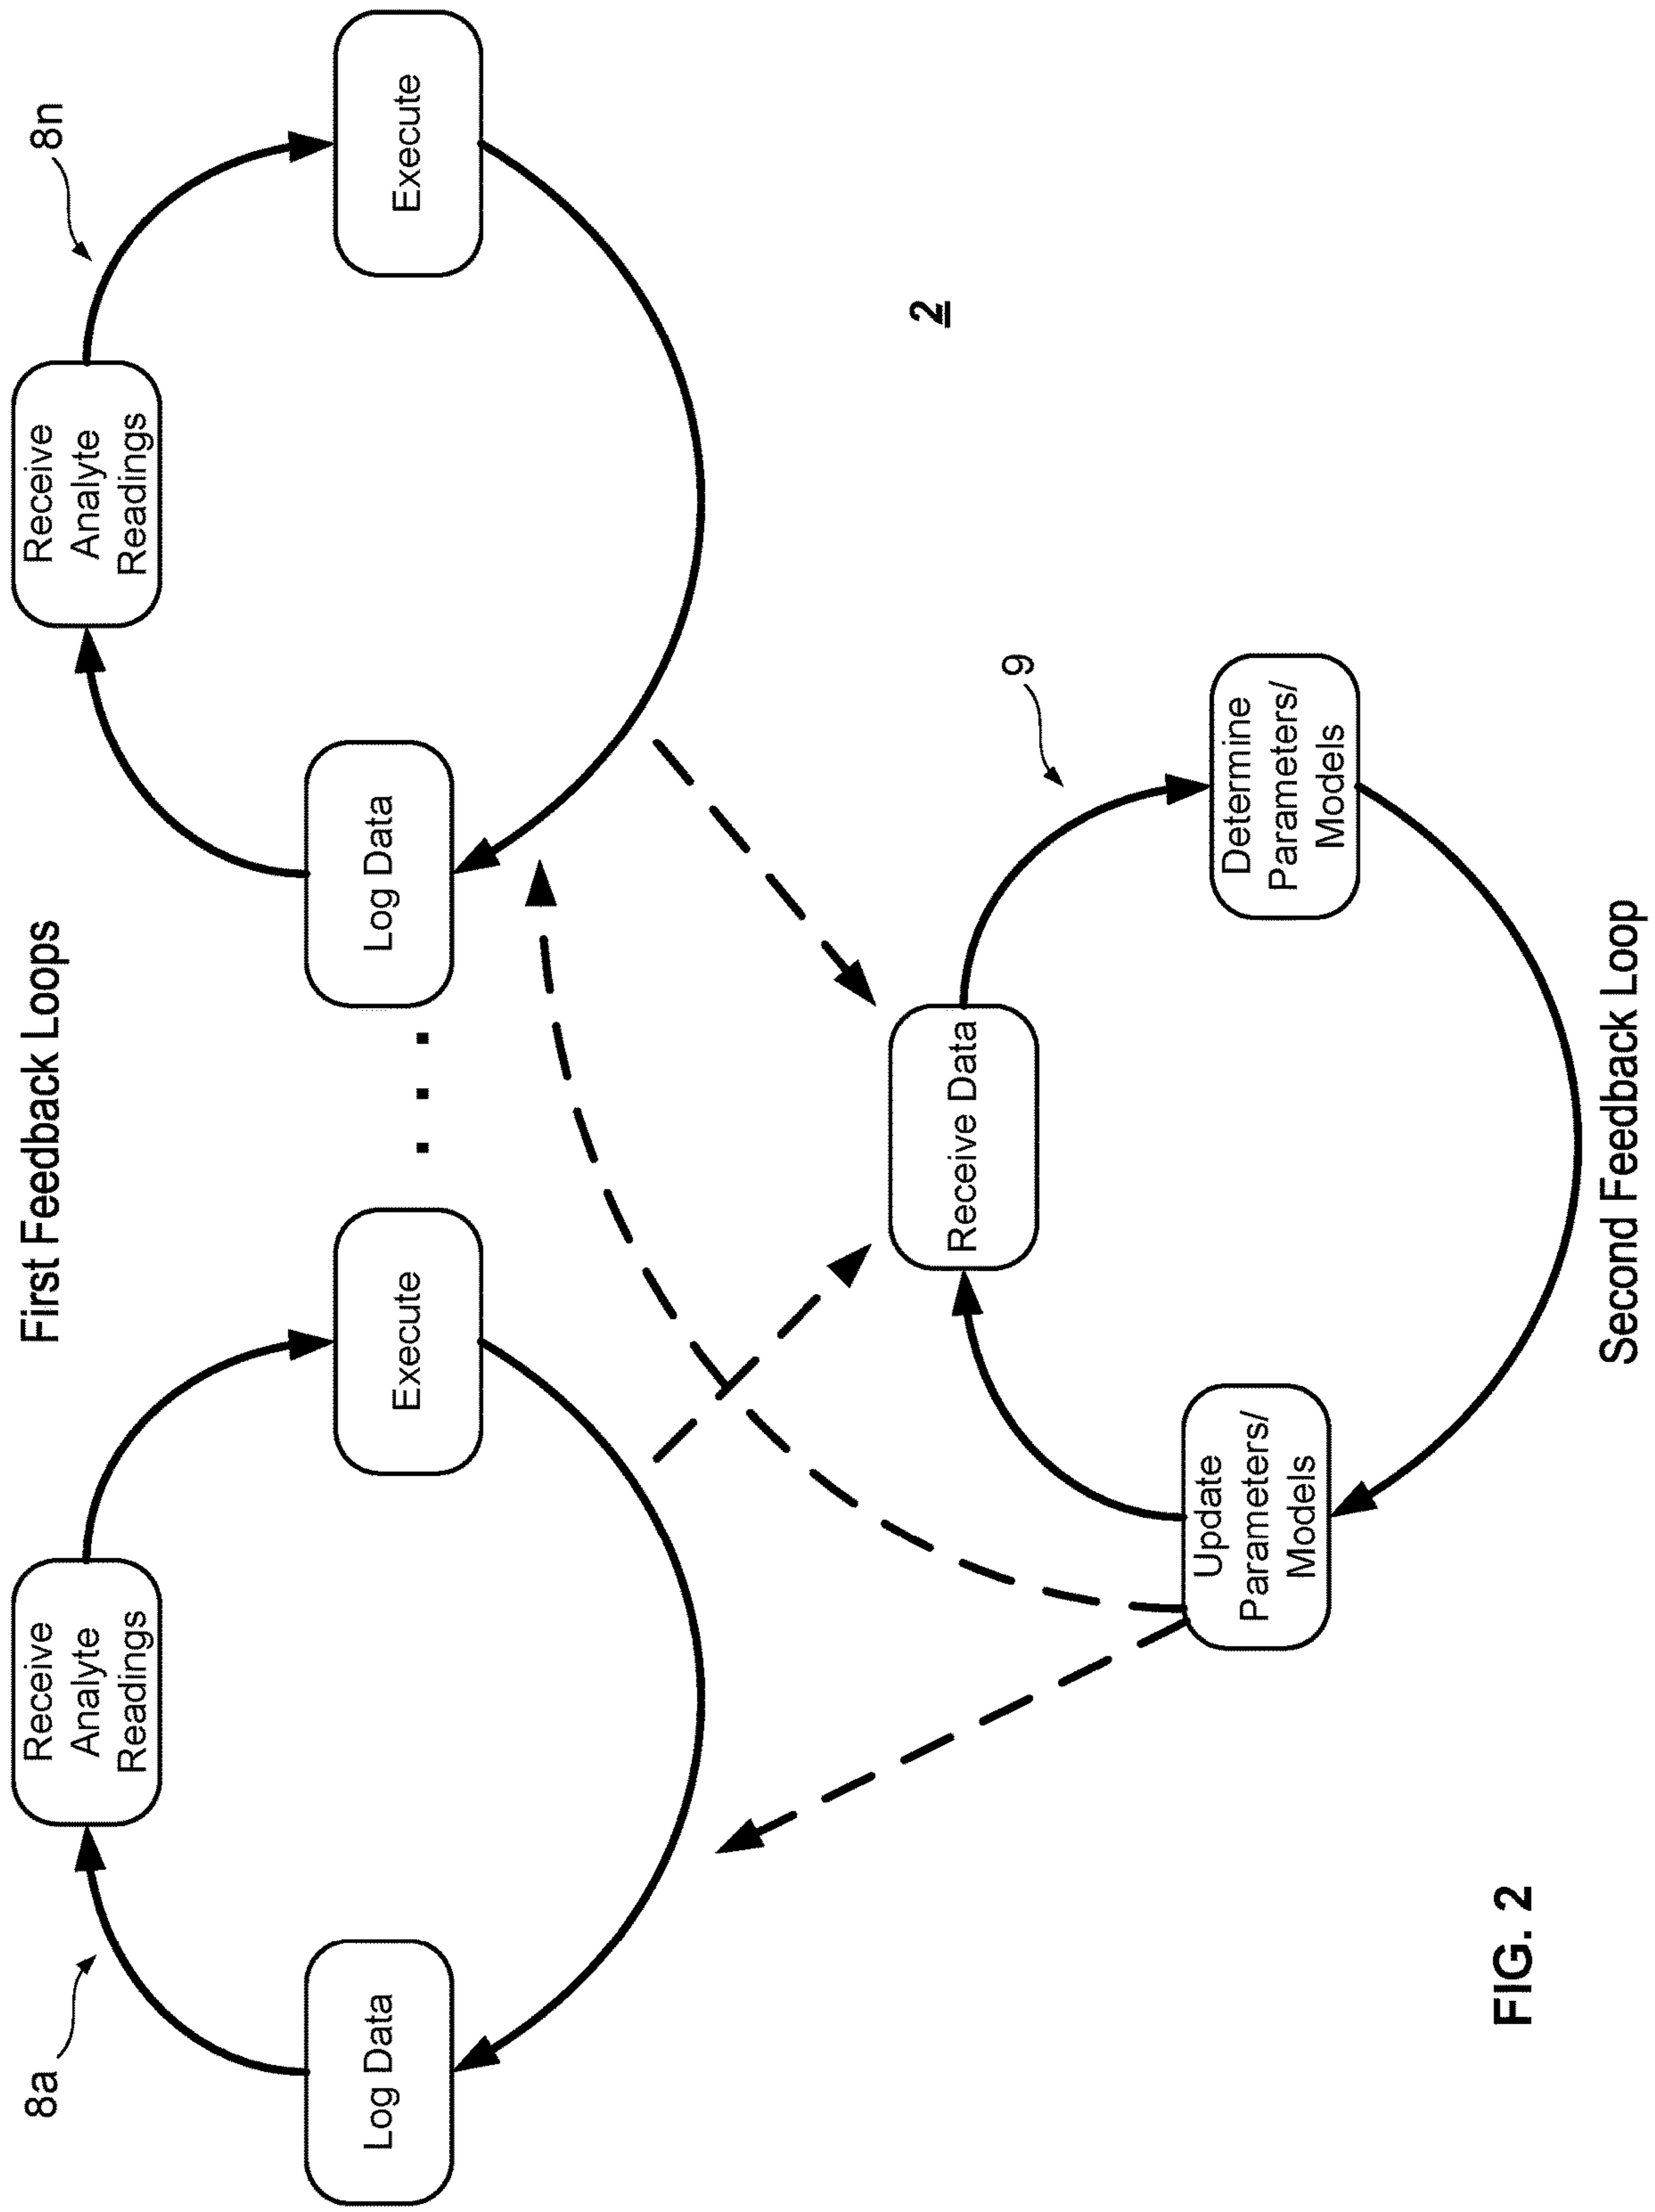 First Feedback Loops
8a
Receive
Analyte
Readings
Execute
Log Data
8n
Receive
Analyte
Readings
Execute
Log Data
2
9
Receive Data
Determine
Parameters/
Models
Update
Parameters/
Models
Second Feedback Loop
FIG. 2